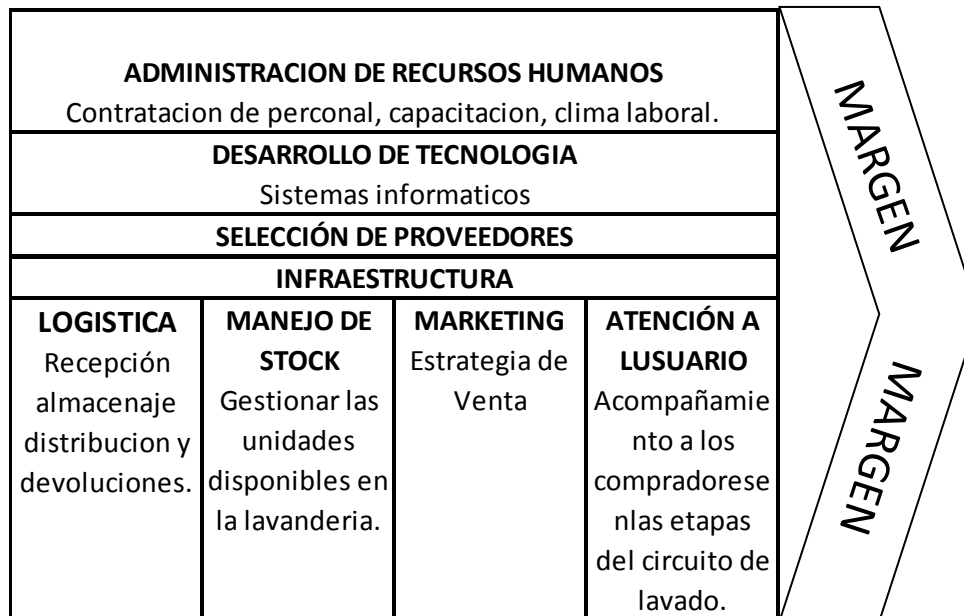 ADMINISTRACION DE RECURSOS HUMANOS
Contratacion de perconal, capacitacion, clima laboral.
DESARROLLO DE TECNOLOGIA
Sistemas informaticos
SELECCIÓN DE PROVEEDORES
INFRAESTRUCTURA
LOGISTICA
Recepción
almacenaje
distribucion y
devoluciones.
MANEJO DE
STOCK
Gestionar las
unidades
disponibles en
la lavanderia.
MARKETING
Estrategia de
Venta
ATENCIÓN A
LUSUARIO
Acompañamie
nto a los
compradorese
nlas etapas
del circuito de
lavado.
MARGEN
MARGEN